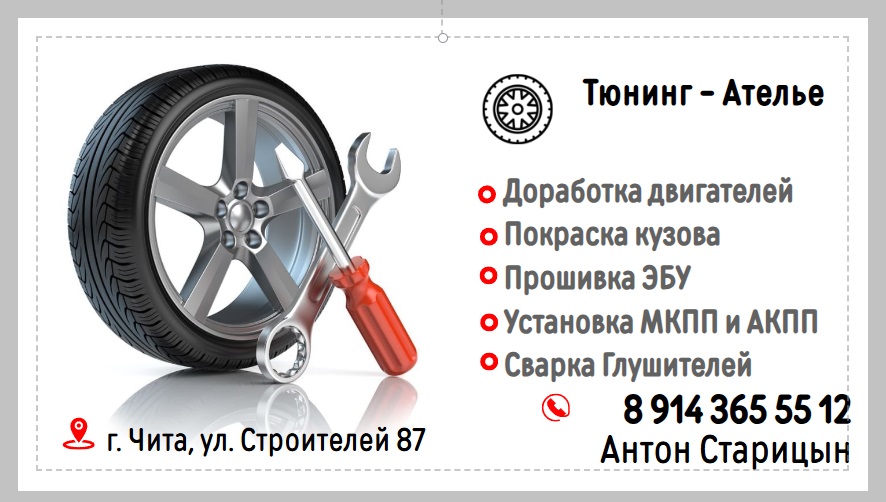 Тюнинг - Ателье
Доработка двигателей
Покраска кузова
Прошивка ЭБУ
Установка МКПП и АКПП
Сварка Глушителей
8 914 365 55 12
Антон Старицын
г. Чита, ул. Строителей 87